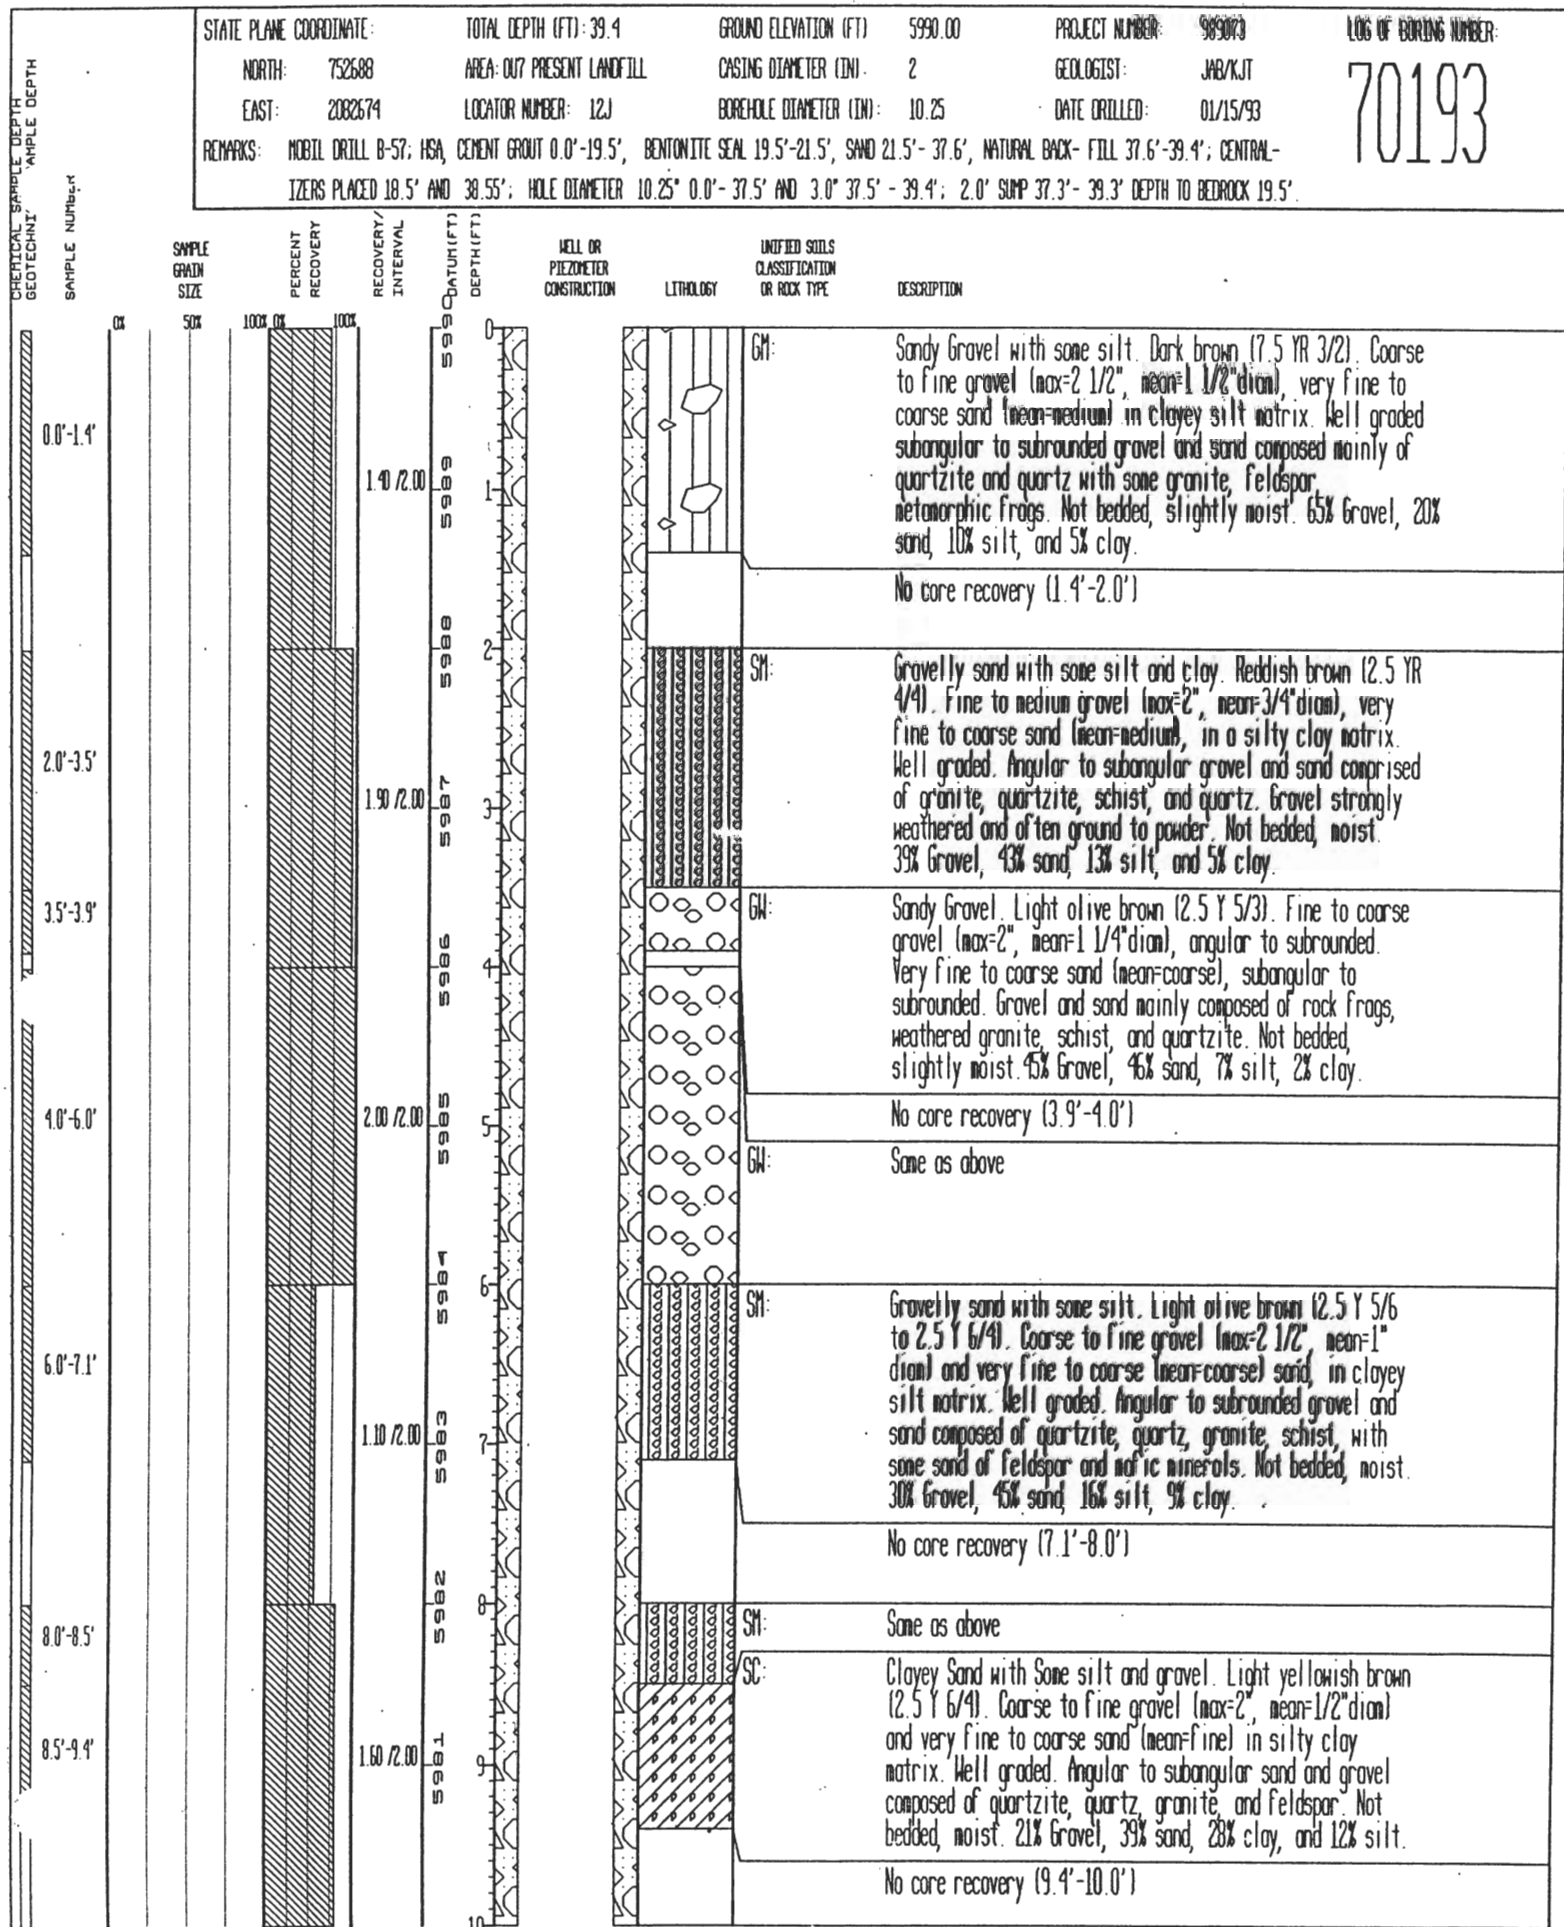 STATE PLANE COORDINATE: TOTAL DEPTH (FT): 39.4 GROUND ELEVATION (FT) 5990.00 PROJECT NUMBER: LOG OF BORING NUMBER:
NORTH: 752688 AREA: OU7 PRESENT LANDFILL CASING DIAMETER (IN): 2 GEOLOGIST: JAB/KJT
EAST: 2082674 LOCATOR NUMBER: 12J BOREHOLE DIAMETER (IN): 10.25 DATE DRILLED: 01/15/93
70193
REMARKS: MOBIL DRILL B-57; HSA, CEMENT GROUT 0.0'-19.5', BENTONITE SEAL 19.5'-21.5', SAND 21.5'- 37.6', NATURAL BACK- FILL 37.6'-39.4'; CENTRAL-
IZERS PLACED 18.5' AND 38.55'; HOLE DIAMETER 10.25" 0.0'- 37.5' AND 3.0" 37.5' - 39.4'; 2.0' SUMP 37.3'- 39.3' DEPTH TO BEDROCK 19.5'.
CHEMICAL SAMPLE DEPTH
GEOTECHNI' 'AMPLE DEPTH
SAMPLE NUMBER
SAMPLE
GRAIN
SIZE
PERCENT
RECOVERY
RECOVERY/
INTERVAL
DATUM(FT)
DEPTH(FT)
WELL OR
PIEZOMETER
CONSTRUCTION
LITHOLOGY
UNIFIED SOILS
CLASSIFICATION
OR ROCK TYPE
DESCRIPTION
0% 50% 100% 0% 100%
5990 0
GM: Sandy Gravel with some silt. Dark brown (7.5 YR 3/2). Coarse
to fine gravel (max=2 1/2", mean=1 1/2"diam), very fine to
coarse sand (mean=medium) in clayey silt matrix. Well graded
0.0'-1.4'
subangular to subrounded gravel and sand composed mainly of
quartzite and quartz with some granite, feldspar,
1.40 /2.00
5989 1
metamorphic frags. Not bedded, slightly moist. 65% Gravel, 20%
sand, 10% silt, and 5% clay.
No core recovery (1.4'-2.0')
5988 2
SM: Gravelly sand with some silt and clay. Reddish brown (2.5 YR
4/4). Fine to medium gravel (max=2", mean=3/4"diam), very
fine to coarse sand (mean=medium), in a silty clay matrix.
2.0'-3.5'
Well graded. Angular to subangular gravel and sand comprised
1.90 /2.00
5987 3
of granite, quartzite, schist, and quartz. Gravel strongly
weathered and often ground to powder. Not bedded, moist.
39% Gravel, 43% sand, 13% silt, and 5% clay.
3.5'-3.9'
GW: Sandy Gravel. Light olive brown (2.5 Y 5/3). Fine to coarse
gravel (max=2", mean=1 1/4"diam), angular to subrounded.
5986 4
Very fine to coarse sand (mean=coarse), subangular to
subrounded. Gravel and sand mainly composed of rock frags,
weathered granite, schist, and quartzite. Not bedded,
slightly moist.45% Gravel, 46% sand, 7% silt, 2% clay.
4.0'-6.0'
2.00 /2.00
5985 5
No core recovery (3.9'-4.0')
GW: Same as above
5984 6
SM: Gravelly sand with some silt. Light olive brown (2.5 Y 5/6
to 2.5 Y 6/4). Coarse to fine gravel (max=2 1/2", mean=1"
6.0'-7.1'
diam) and very fine to coarse (mean=coarse) sand, in clayey
silt matrix. Well graded. Angular to subrounded gravel and
1.10 /2.00
5983 7
sand composed of quartzite, quartz, granite, schist, with
some sand of feldspar and mafic minerals. Not bedded, moist.
30% Gravel, 45% sand, 16% silt, 9% clay.
No core recovery (7.1'-8.0')
5982 8
8.0'-8.5'
SM: Same as above
SC: Clayey Sand with Some silt and gravel. Light yellowish brown
(2.5 Y 6/4). Coarse to fine gravel (max=2", mean=1/2"diam)
8.5'-9.4'
and very fine to coarse sand (mean=fine) in silty clay
1.60 /2.00
5981 9
matrix. Well graded. Angular to subangular sand and gravel
composed of quartzite, quartz, granite, and feldspar. Not
bedded, moist. 21% Gravel, 39% sand, 28% clay, and 12% silt.
No core recovery (9.4'-10.0')
10